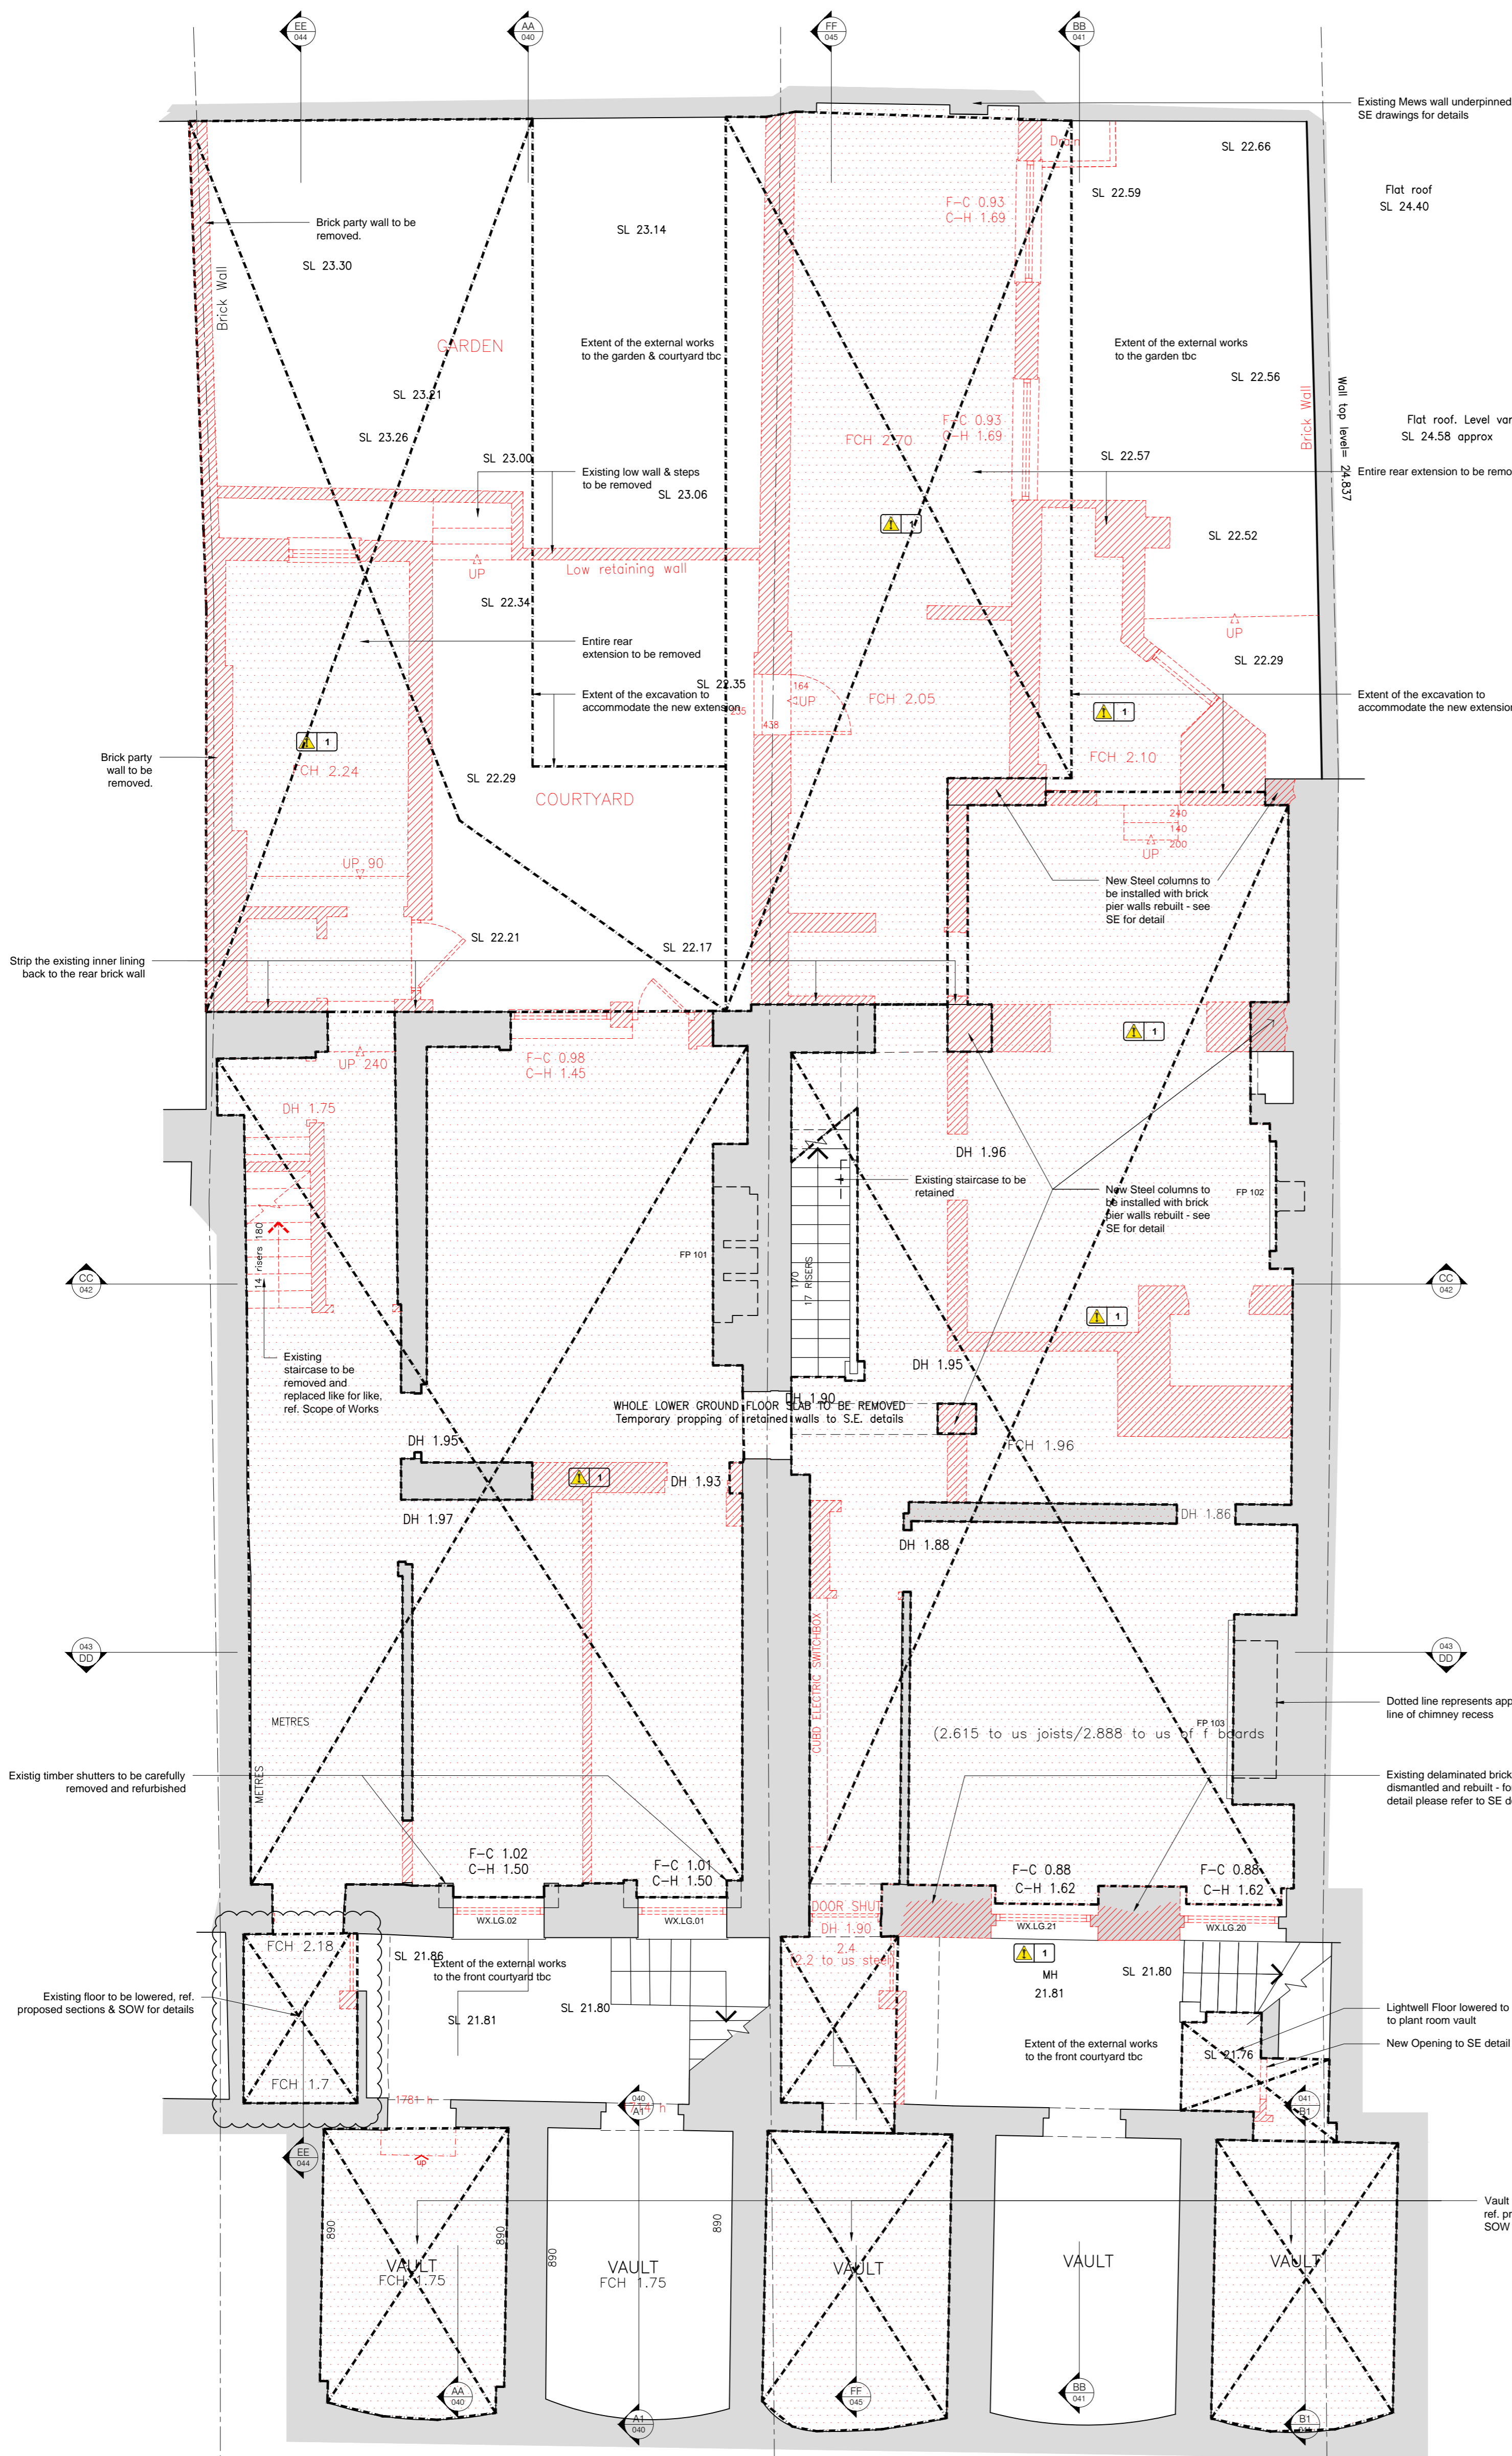 EE
044
AA
040
FF
045
BB
041
Existing Mews wall underpinned
SE drawings for details
Drain
SL 22.66
F-C 0.93
C-H 1.69
SL 22.59
Flat roof
SL 24.40
Brick party wall to be
removed.
SL 23.14
SL 23.30
Brick Wall
GARDEN
Extent of the external works
to the garden & courtyard tbc
Extent of the external works
to the garden tbc
SL 22.56
Wall top level= 24.837
Brick Wall
SL 23.21
Flat roof. Level var
SL 24.58 approx
SL 23.26
FCH 2.70
F-C 0.93
C-H 1.69
SL 23.00
SL 22.57
Existing low wall & steps
to be removed
SL 23.06
Entire rear extension to be remo
1
SL 22.52
UP
Low retaining wall
SL 22.34
UP
Entire rear
extension to be removed
SL 22.29
SL 22.35
Extent of the excavation to
accommodate the new extension
235
164
UP
438
FCH 2.05
Extent of the excavation to
accommodate the new extension
1
1
Brick party
wall to be
removed.
FCH 2.24
FCH 2.10
SL 22.29
COURTYARD
240
140
200
UP
UP 90
New Steel columns to
be installed with brick
pier walls rebuilt - see
SE for detail
SL 22.21
SL 22.17
Strip the existing inner lining
back to the rear brick wall
1
UP 240
F-C 0.98
C-H 1.45
DH 1.75
DH 1.96
Existing staircase to be
retained
New Steel columns to
be installed with brick
pier walls rebuilt - see
SE for detail
FP 102
14 risers 180
FP 101
170
17 RISERS
CC
042
CC
042
1
Existing
staircase to be
removed and
replaced like for like,
ref. Scope of Works
DH 1.95
DH 1.90
WHOLE LOWER GROUND FLOOR SLAB TO BE REMOVED
Temporary propping of retained walls to S.E. details
DH 1.95
FCH 1.96
1
DH 1.93
DH 1.97
DH 1.86
DH 1.88
CUBD ELECTRIC SWITCHBOX
043
DD
043
DD
Dotted line represents app
line of chimney recess
METRES
METRES
FP 103
(2.615 to us joists/2.888 to us of f boards
Existig timber shutters to be carefully
removed and refurbished
Existing delaminated brick
dismantled and rebuilt - fo
detail please refer to SE d
F-C 1.02
C-H 1.50
F-C 1.01
C-H 1.50
F-C 0.88
C-H 1.62
F-C 0.88
C-H 1.62
WX.LG.02
WX.LG.01
DOOR SHUT
DH 1.90
WX.LG.21
WX.LG.20
FCH 2.18
2.4
(2.2 to us steel)
SL 21.86
Extent of the external works
to the front courtyard tbc
1
MH
21.81
SL 21.80
Existing floor to be lowered, ref.
proposed sections & SOW for details
SL 21.80
SL 21.81
Lightwell Floor lowered to
to plant room vault
Extent of the external works
to the front courtyard tbc
New Opening to SE detail
SL 21.76
FCH 1.7
1781 h
040
A1
041
B1
EE
044
up
Vault
ref. pr
SOW
890
890
890
890
VAULT
FCH 1.75
VAULT
FCH 1.75
VAULT
VAULT
VAULT
AA
040
FF
045
BB
041
A1
040
B1